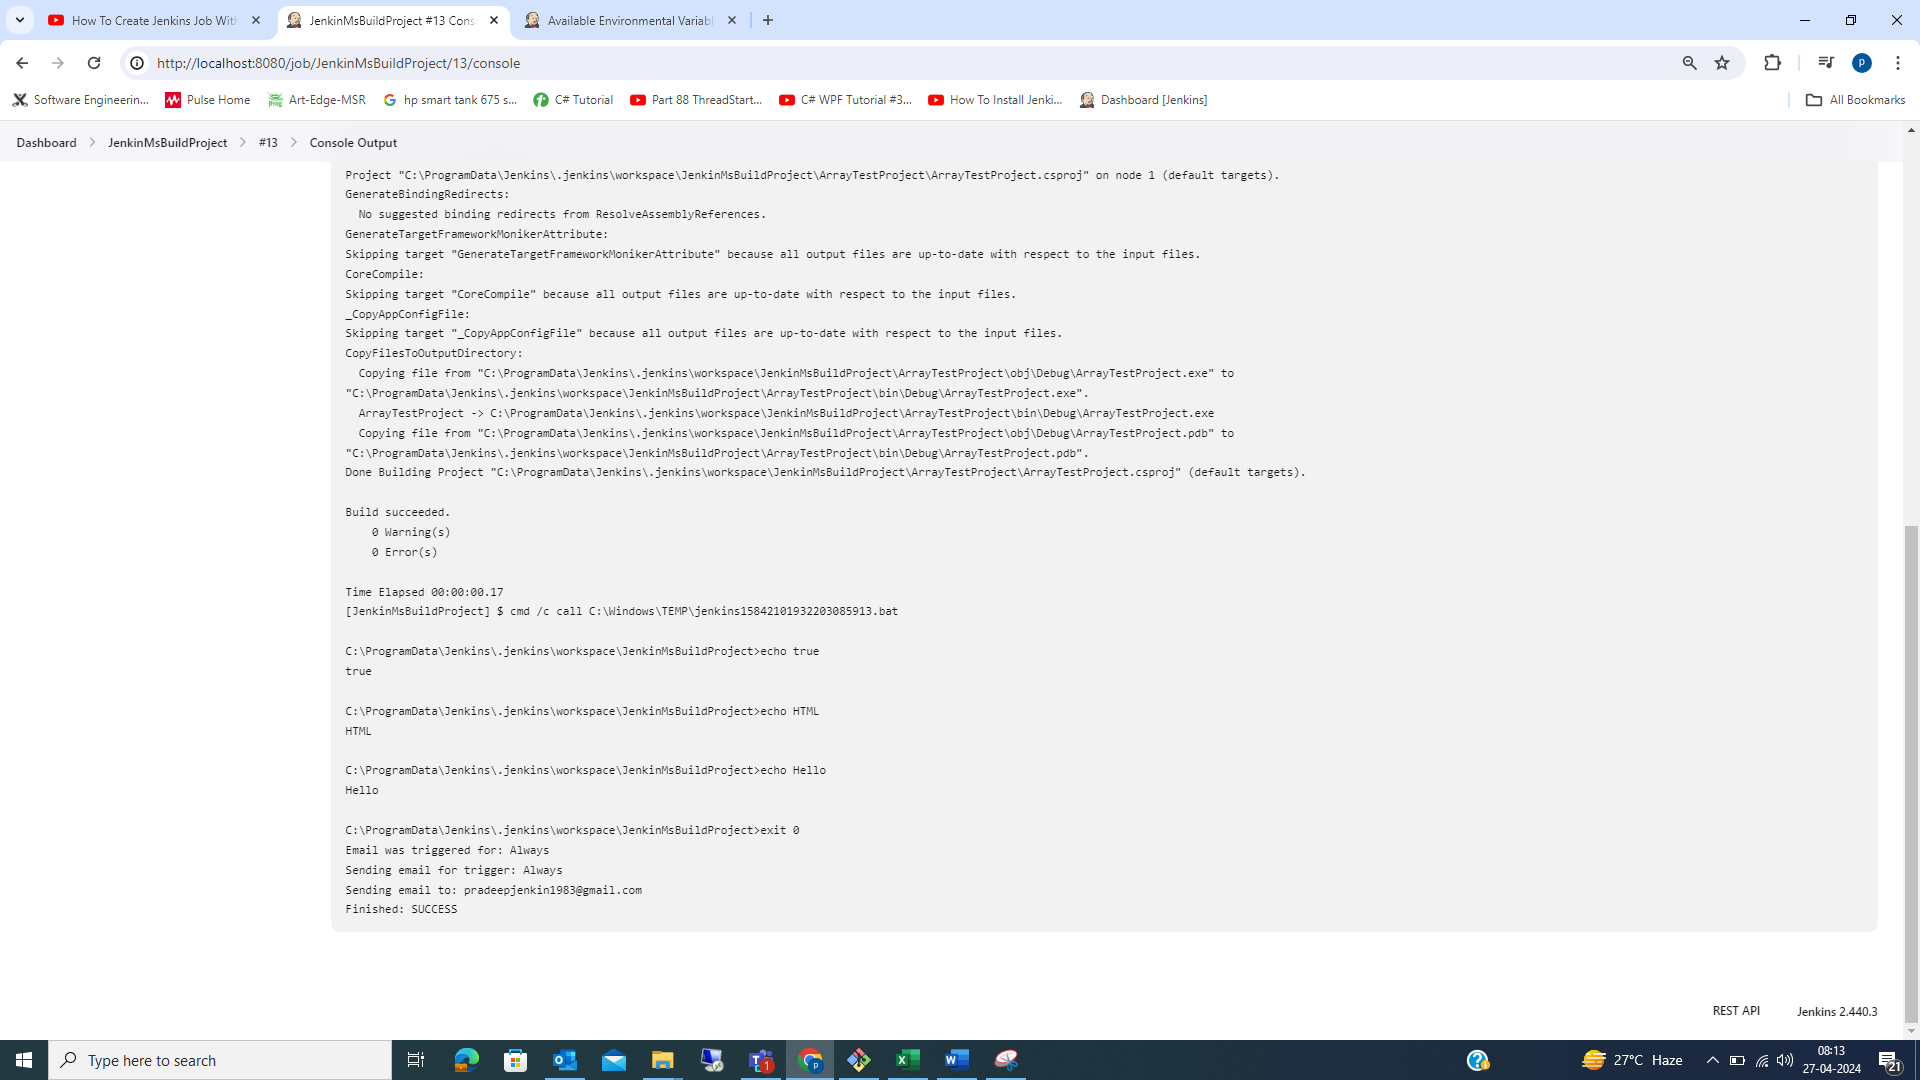 How To Create Jenkins Job With
JenkinMsBuildProject #13 Cons
Available Environmental Variabl
http://localhost:8080/job/JenkinMsBuildProject/13/console
P
Software Engineerin...
Pulse Home
Art-Edge-MSR
hp smart tank 675 s...
C# Tutorial
Part 88 ThreadStart...
C# WPF Tutorial #3...
How To Install Jenki...
Dashboard [Jenkins]
All Bookmarks
Dashboard
JenkinMsBuildProject
#13
Console Output
Project "C:\ProgramData\Jenkins\.jenkins\workspace\JenkinMsBuildProject\ArrayTestProject\ArrayTestProject.csproj" on node 1 (default targets).
GenerateBindingRedirects:
  No suggested binding redirects from ResolveAssemblyReferences.
GenerateTargetFrameworkMonikerAttribute:
Skipping target "GenerateTargetFrameworkMonikerAttribute" because all output files are up-to-date with respect to the input files.
CoreCompile:
Skipping target "CoreCompile" because all output files are up-to-date with respect to the input files.
_CopyAppConfigFile:
Skipping target "_CopyAppConfigFile" because all output files are up-to-date with respect to the input files.
CopyFilesToOutputDirectory:
  Copying file from "C:\ProgramData\Jenkins\.jenkins\workspace\JenkinMsBuildProject\ArrayTestProject\obj\Debug\ArrayTestProject.exe" to
"C:\ProgramData\Jenkins\.jenkins\workspace\JenkinMsBuildProject\ArrayTestProject\bin\Debug\ArrayTestProject.exe".
  ArrayTestProject -> C:\ProgramData\Jenkins\.jenkins\workspace\JenkinMsBuildProject\ArrayTestProject\bin\Debug\ArrayTestProject.exe
  Copying file from "C:\ProgramData\Jenkins\.jenkins\workspace\JenkinMsBuildProject\ArrayTestProject\obj\Debug\ArrayTestProject.pdb" to
"C:\ProgramData\Jenkins\.jenkins\workspace\JenkinMsBuildProject\ArrayTestProject\bin\Debug\ArrayTestProject.pdb".
Done Building Project "C:\ProgramData\Jenkins\.jenkins\workspace\JenkinMsBuildProject\ArrayTestProject\ArrayTestProject.csproj" (default targets).
Build succeeded.
    0 Warning(s)
    0 Error(s)
Time Elapsed 00:00:00.17
[JenkinMsBuildProject] $ cmd /c call C:\Windows\TEMP\jenkins15842101932203085913.bat
C:\ProgramData\Jenkins\.jenkins\workspace\JenkinMsBuildProject>echo true
true
C:\ProgramData\Jenkins\.jenkins\workspace\JenkinMsBuildProject>echo HTML
HTML
C:\ProgramData\Jenkins\.jenkins\workspace\JenkinMsBuildProject>echo Hello
Hello
C:\ProgramData\Jenkins\.jenkins\workspace\JenkinMsBuildProject>exit 0
Email was triggered for: Always
Sending email for trigger: Always
Sending email to: pradeepjenkin1983@gmail.com
Finished: SUCCESS
REST API
Jenkins 2.440.3
Type here to search
27°C Haze
08:13
27-04-2024
21